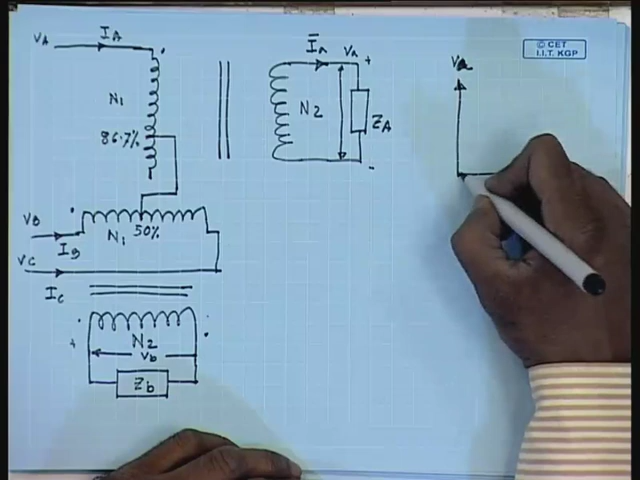 VA IA
N1
86.7%
VB
N1 50%
IB
VC
IC
N2
Vb
Zb
Ia Va +
N2
ZA
-
Va
© CET
I.I.T. KGP